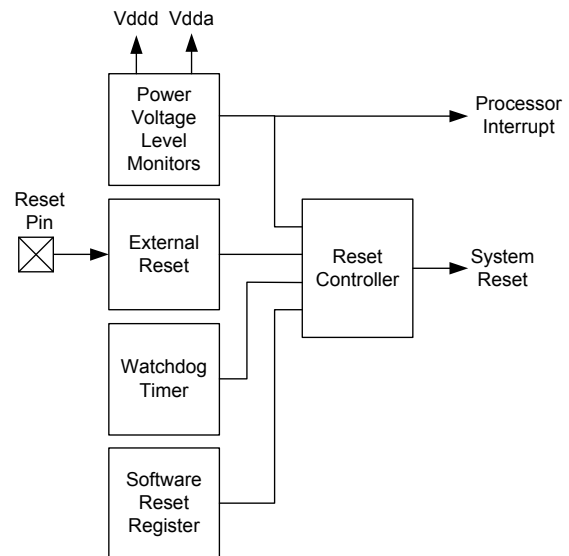 Vddd Vdda
Power
Voltage
Level
Monitors
Processor
Interrupt
Reset
Pin
External
Reset
Reset
Controller
System
Reset
Watchdog
Timer
Software
Reset
Register